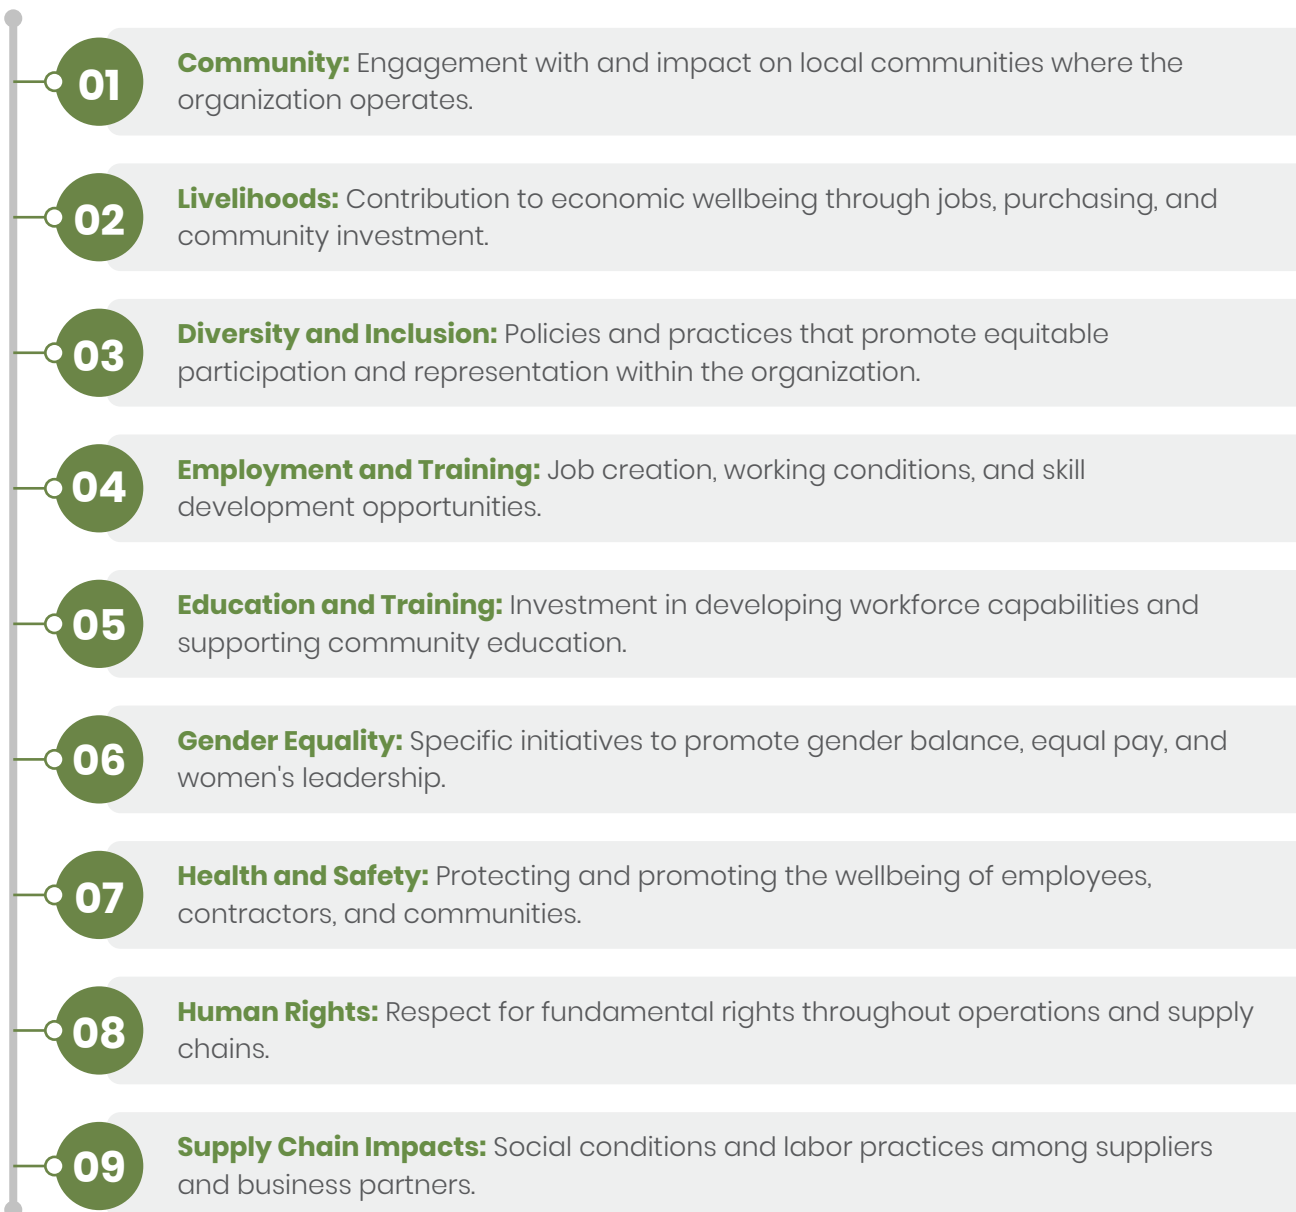 01
Community: Engagement with and impact on local communities where the
organization operates.
02
Livelihoods: Contribution to economic wellbeing through jobs, purchasing, and
community investment.
03
Diversity and Inclusion: Policies and practices that promote equitable
participation and representation within the organization.
04
Employment and Training: Job creation, working conditions, and skill
development opportunities.
05
Education and Training: Investment in developing workforce capabilities and
supporting community education.
06
Gender Equality: Specific initiatives to promote gender balance, equal pay, and
women's leadership.
07
Health and Safety: Protecting and promoting the wellbeing of employees,
contractors, and communities.
08
Human Rights: Respect for fundamental rights throughout operations and supply
chains.
09
Supply Chain Impacts: Social conditions and labor practices among suppliers
and business partners.